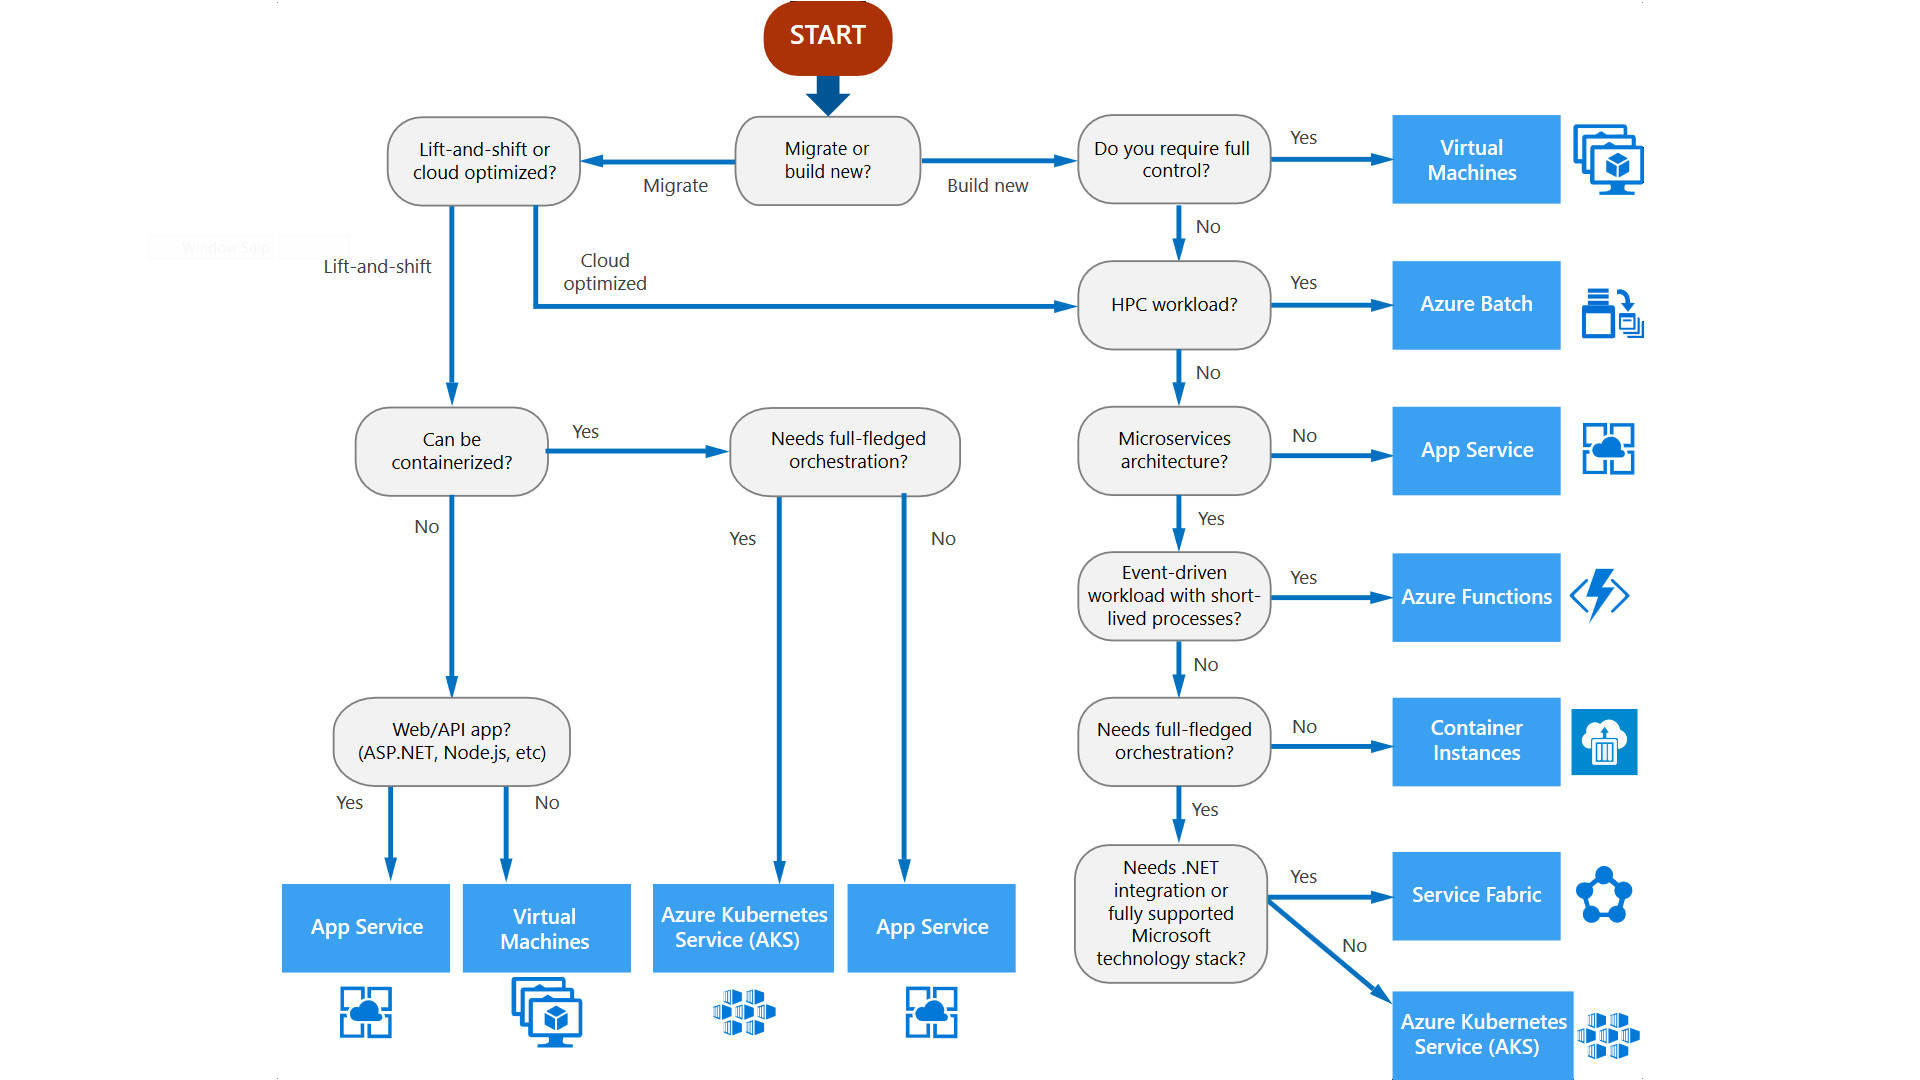 START
Lift-and-shift or
cloud optimized?
Migrate or
build new?
Do you require full
control?
Yes
Virtual
Machines
Migrate
Build new
No
Window Snip
Lift-and-shift
Cloud
optimized
HPC workload?
Yes
Azure Batch
No
Can be
containerized?
Yes
Needs full-fledged
orchestration?
Microservices
architecture?
No
App Service
No
Yes
No
Yes
Event-driven
workload with short-
lived processes?
Yes
Azure Functions
No
Web/API app?
(ASP.NET, Node.js, etc)
Needs full-fledged
orchestration?
No
Container
Instances
Yes
No
Yes
App Service
Virtual
Machines
Azure Kubernetes
Service (AKS)
App Service
Needs .NET
integration or
fully supported
Microsoft
technology stack?
Yes
Service Fabric
No
Azure Kubernetes
Service (AKS)